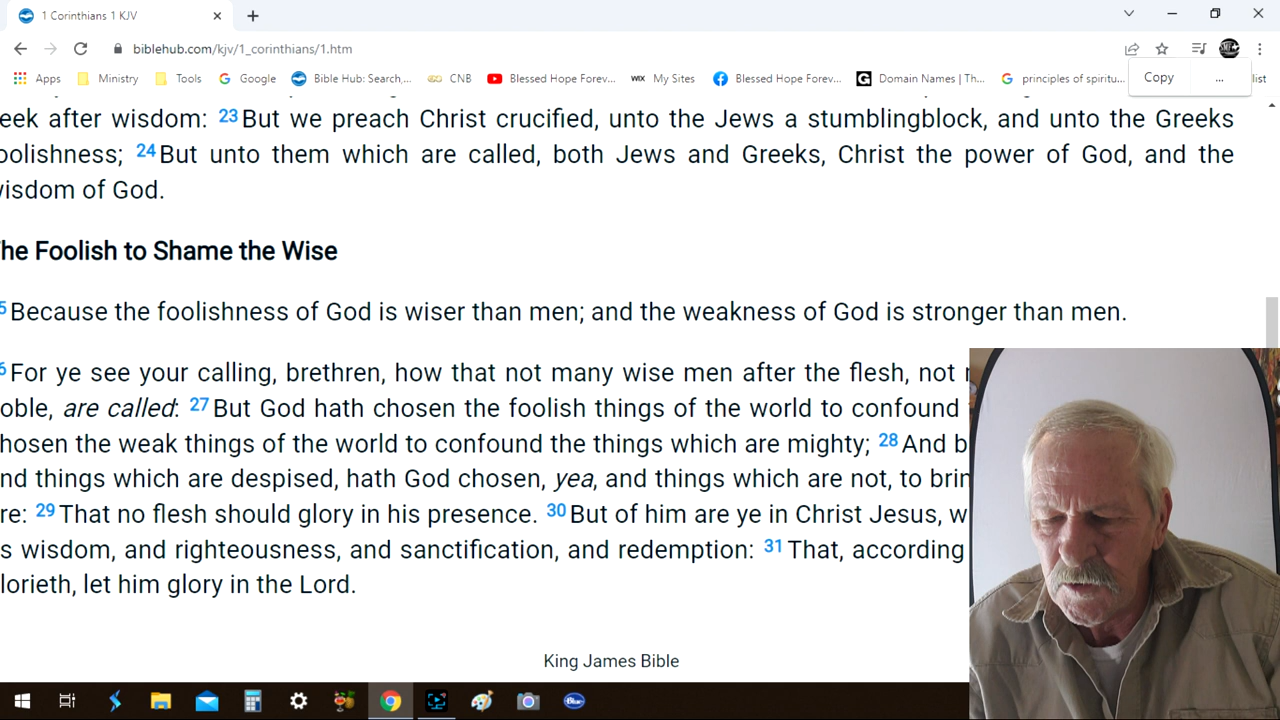 1 Corinthians 1 KJV
biblehub.com/kjv/1_corinthians/1.htm
Apps Ministry Tools Google Bible Hub: Search,... CNB Blessed Hope Forev... WIX My Sites Blessed Hope Forev... Domain Names | Th... principles of spiritu... list
Copy ...
eek after wisdom: 23 But we preach Christ crucified, unto the Jews a stumblingblock, and unto the Greeks
oolishness; 24 But unto them which are called, both Jews and Greeks, Christ the power of God, and the
isdom of God.
he Foolish to Shame the Wise
5 Because the foolishness of God is wiser than men; and the weakness of God is stronger than men.
6 For ye see your calling, brethren, how that not many wise men after the flesh, not
oble, are called: 27 But God hath chosen the foolish things of the world to confound
hosen the weak things of the world to confound the things which are mighty; 28 And b
nd things which are despised, hath God chosen, yea, and things which are not, to brin
re: 29 That no flesh should glory in his presence. 30 But of him are ye in Christ Jesus, w
s wisdom, and righteousness, and sanctification, and redemption: 31 That, according
lorieth, let him glory in the Lord.
King James Bible
Blue